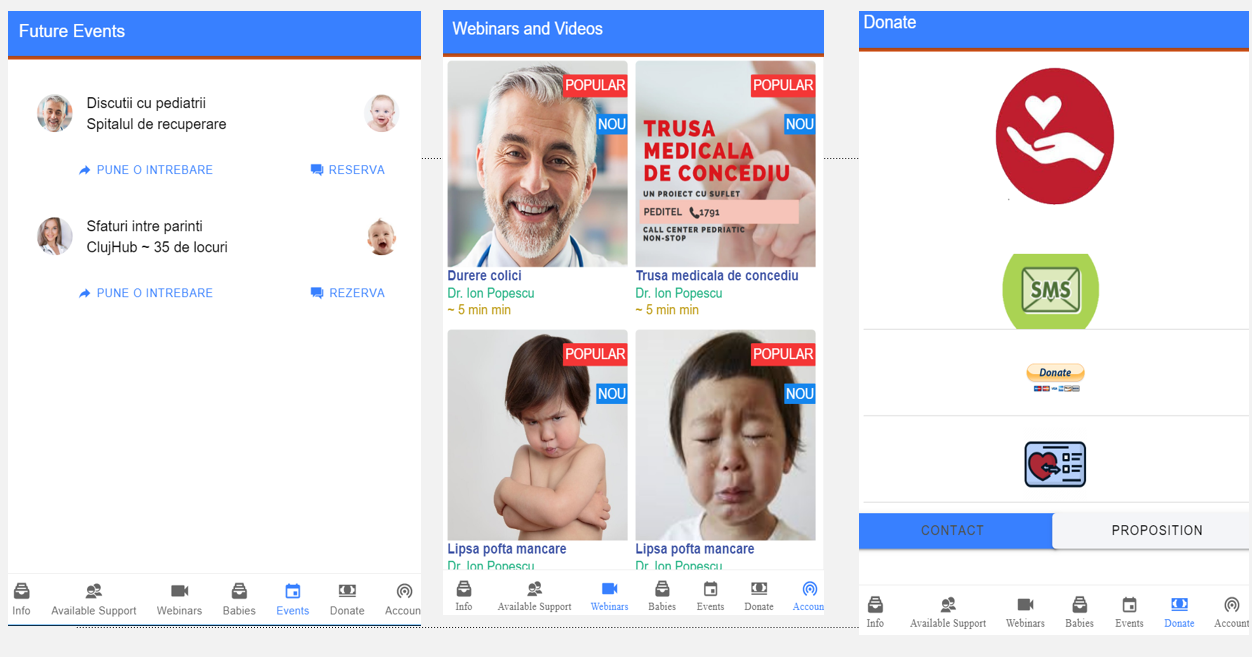 Future Events
Discutii cu pediatrii
Spitalul de recuperare
PUNE O INTREBARE
RESERVA
Sfaturi intre parinti
ClujHub ~ 35 de locuri
PUNE O INTREBARE
REZERVA
Info
Available Support
Webinars
Babies
Events
Donate
Accoun
Webinars and Videos
POPULAR
NOU
Durere colici
Dr. Ion Popescu
~ 5 min min
POPULAR
NOU
TRUSA
MEDICALA
DE CONCEDIU
UN PROIECT CU SUFLET
PEDITEL 1791
CALL CENTER PEDRIATIC
NON-STOP
Trusa medicala de concediu
Dr. Ion Popescu
~ 5 min min
POPULAR
NOU
Lipsa pofta mancare
Dr. Ion Popescu
POPULAR
NOU
Lipsa pofta mancare
Dr. Ion Popescu
Info
Available Support
Webinars
Babies
Events
Donate
Accoun
Donate
SMS
Donate
CONTACT
PROPOSITION
Info
Available Support
Webinars
Babies
Events
Donate
Account